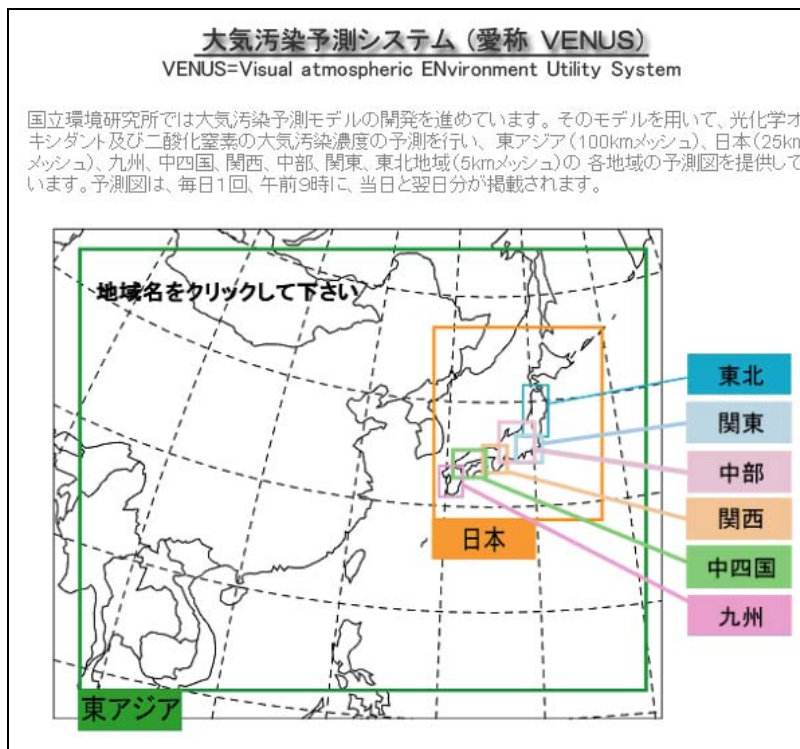 大気汚染予測システム（愛称 VENUS）
VENUS=Visual atmospheric ENvironment Utility System
国立環境研究所では大気汚染予測モデルの開発を進めています。そのモデルを用いて、光化学オ
キシダント及び二酸化窒素の大気汚染濃度の予測を行い、東アジア（100kmメッシュ）、日本（25km
メッシュ）、九州、中四国、関西、中部、関東、東北地域（5kmメッシュ）の 各地域の予測図を提供して
います。予測図は、毎日1回、午前9時に、当日と翌日分が掲載されます。
地域名をクリックして下さい
東北
関東
中部
関西
日本
中四国
九州
東アジア